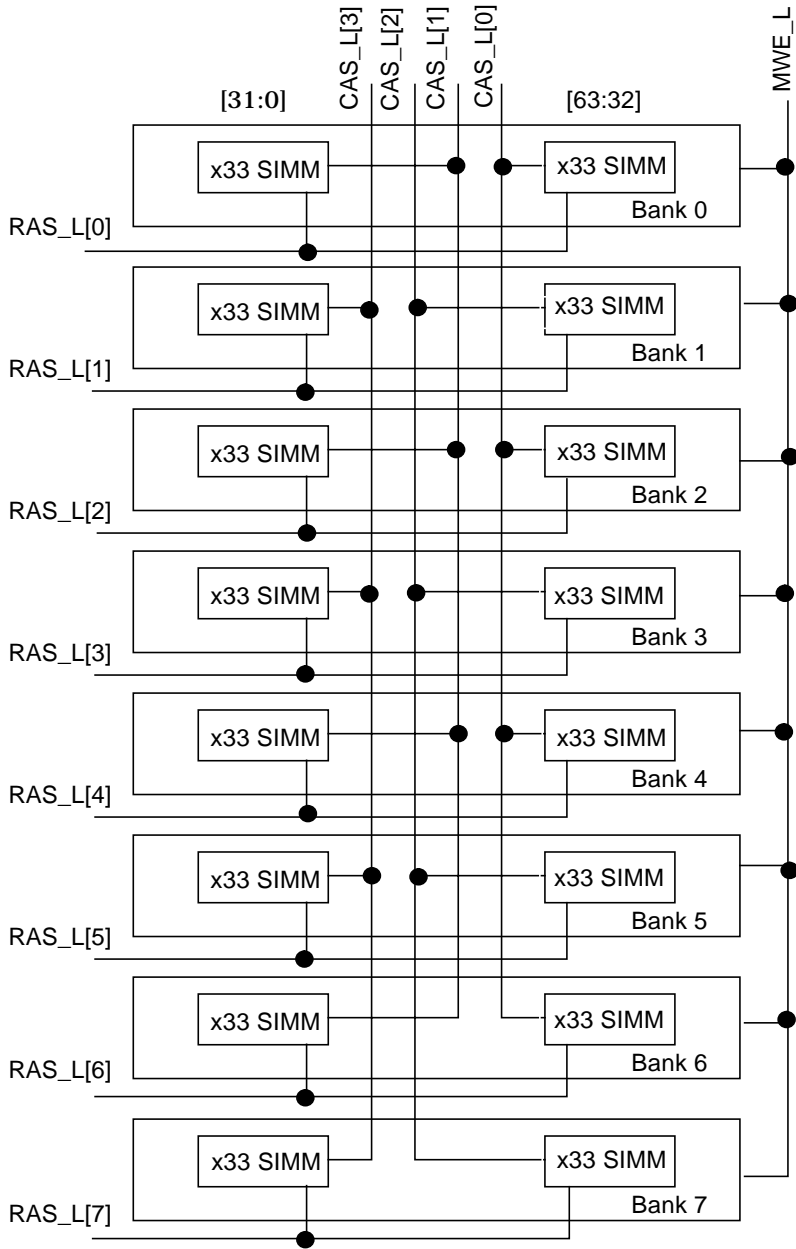 CAS_L[3]
CAS_L[2]
CAS_L[1]
CAS_L[0]
MWE_L
[31:0]
[63:32]
x33 SIMM
x33 SIMM
Bank 0
RAS_L[0]
x33 SIMM
x33 SIMM
Bank 1
RAS_L[1]
x33 SIMM
x33 SIMM
Bank 2
RAS_L[2]
x33 SIMM
x33 SIMM
Bank 3
RAS_L[3]
x33 SIMM
x33 SIMM
Bank 4
RAS_L[4]
x33 SIMM
x33 SIMM
Bank 5
RAS_L[5]
x33 SIMM
x33 SIMM
Bank 6
RAS_L[6]
x33 SIMM
x33 SIMM
Bank 7
RAS_L[7]